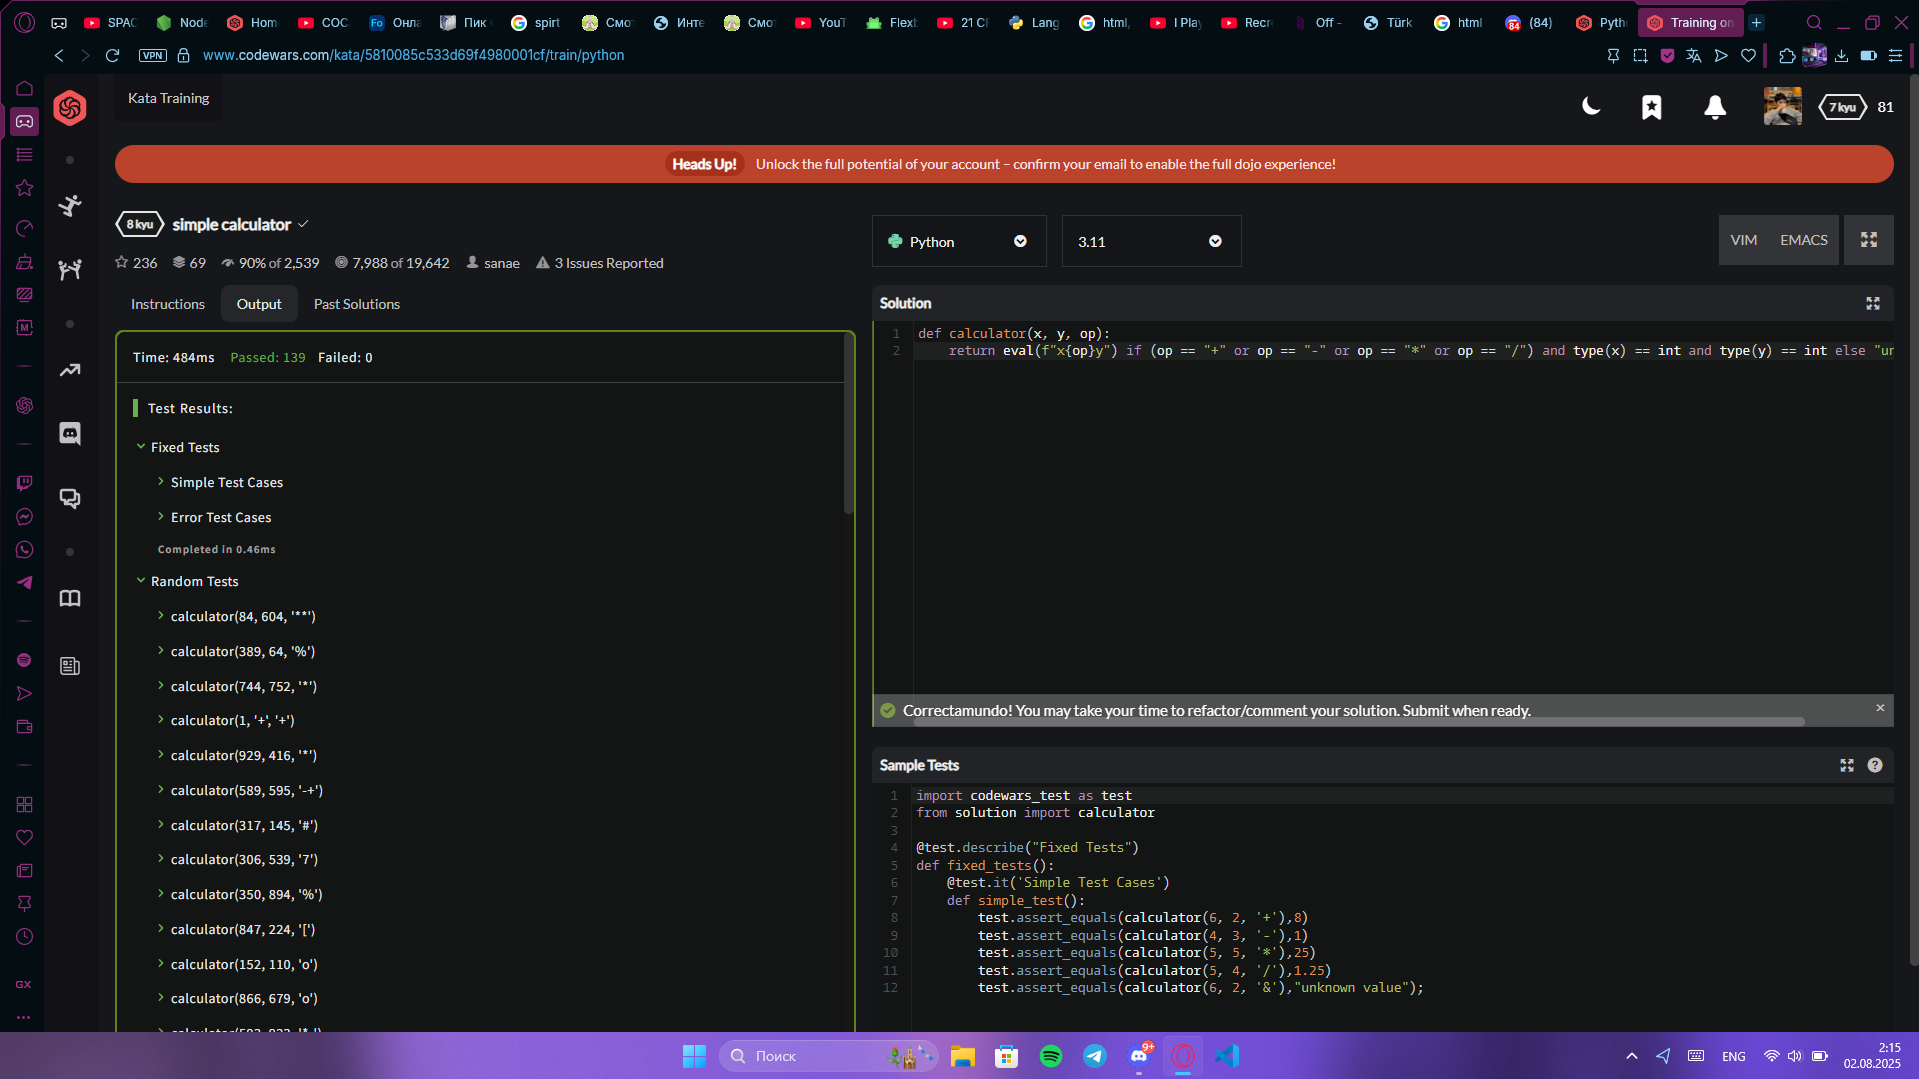 SPAC
Node
Hom
COC
Онла
Пик
spirt
Смот
Инте
Смот
YouT
Flexl
21 C
Lang
html,
I Play
Recr
Off -
Türk
html
(84)
Pyth
Training on
VPN
www.codewars.com/kata/5810085c533d69f4980001cf/train/python
Kata Training
7 kyu
81
Heads Up!
Unlock the full potential of your account – confirm your email to enable the full dojo experience!
8 kyu
simple calculator
236
69
90% of 2,539
7,988 of 19,642
sanae
3 Issues Reported
Python
3.11
VIM
EMACS
Instructions
Output
Past Solutions
Time: 484ms
Passed: 139
Failed: 0
Test Results:
Fixed Tests
Simple Test Cases
Error Test Cases
Completed in 0.46ms
Random Tests
calculator(84, 604, '**')
calculator(389, 64, '%')
calculator(744, 752, '*')
calculator(1, '+', '+')
calculator(929, 416, '*')
calculator(589, 595, '-+')
calculator(317, 145, '#')
calculator(306, 539, '7')
calculator(350, 894, '%')
calculator(847, 224, '[')
calculator(152, 110, 'o')
calculator(866, 679, 'o')
Solution
1 def calculator(x, y, op):
2 return eval(f"x{op}y") if (op == "+" or op == "-" or op == "*" or op == "/") and type(x) == int and type(y) == int else "un
Correctamundo! You may take your time to refactor/comment your solution. Submit when ready.
Sample Tests
1 import codewars_test as test
2 from solution import calculator
3
4 @test.describe("Fixed Tests")
5 def fixed_tests():
6 @test.it('Simple Test Cases')
7 def simple_test():
8 test.assert_equals(calculator(6, 2, '+'),8)
9 test.assert_equals(calculator(4, 3, '-'),1)
10 test.assert_equals(calculator(5, 5, '*'),25)
11 test.assert_equals(calculator(5, 4, '/'),1.25)
12 test.assert_equals(calculator(6, 2, '&'),"unknown value");
GX
Поиск
9+
ENG
2:15
02.08.2025